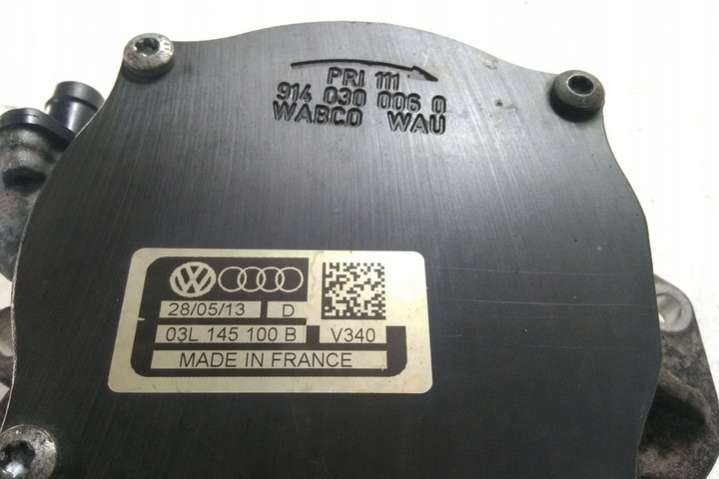 PRI 111
914 030 006 0
WABCO WAU
28/05/13 D
03L 145 100 B V340
MADE IN FRANCE